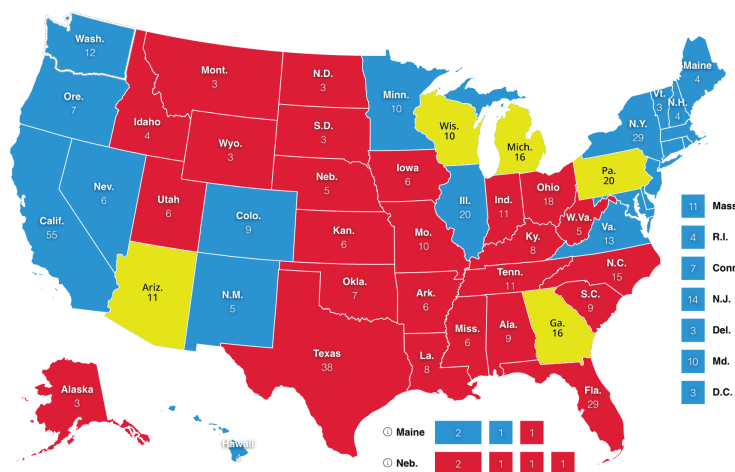 Wash.
12
Ore.
7
Calif.
55
Nev.
6
Idaho
4
Mont.
3
Wyo.
3
Utah
6
Colo.
9
Ariz.
11
N.M.
5
N.D.
3
S.D.
3
Neb.
5
Kan.
6
Okla.
7
Texas
38
Minn.
10
Iowa
6
Mo.
10
Ark.
6
La.
8
Wis.
10
Ill.
20
Mich.
16
Ind.
11
Ohio
18
Ky.
8
Tenn.
11
Miss.
6
Ala.
9
Ga.
16
Fla.
29
S.C.
9
N.C.
15
Va.
13
W.Va.
5
Pa.
20
N.Y.
29
Vt.
3
N.H.
4
Maine
4
Alaska
3
Hawaii
11 Mass
4 R.I.
7 Conn
14 N.J.
3 Del.
10 Md.
3 D.C.
Maine 2 1 1
Neb. 2 1 1 1